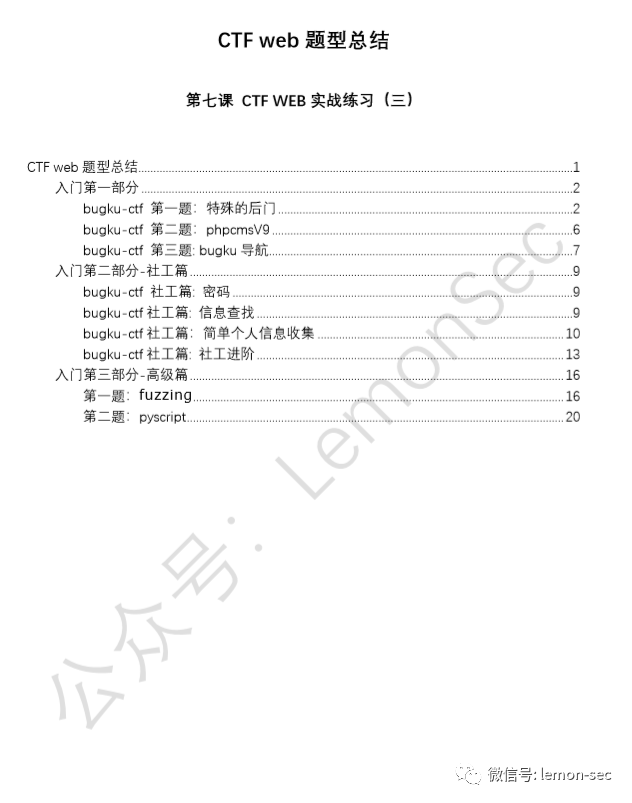 CTF web 题型总结
第七课 CTF WEB 实战练习（三）
CTF web 题型总结........1
入门第一部分........2
bugku-ctf 第一题：特殊的后门........2
bugku-ctf 第二题：phpcmsV9........6
bugku-ctf 第三题: bugku 导航........7
入门第二部分-社工篇........9
bugku-ctf 社工篇: 密码........9
bugku-ctf 社工篇：信息查找........9
bugku-ctf 社工篇：简单个人信息收集........10
bugku-ctf 社工篇: 社工进阶........13
入门第三部分-高级篇........16
第一题：fuzzing........16
第二题：pyscript........20
公众号：LemonSec
微信号: lemon-sec